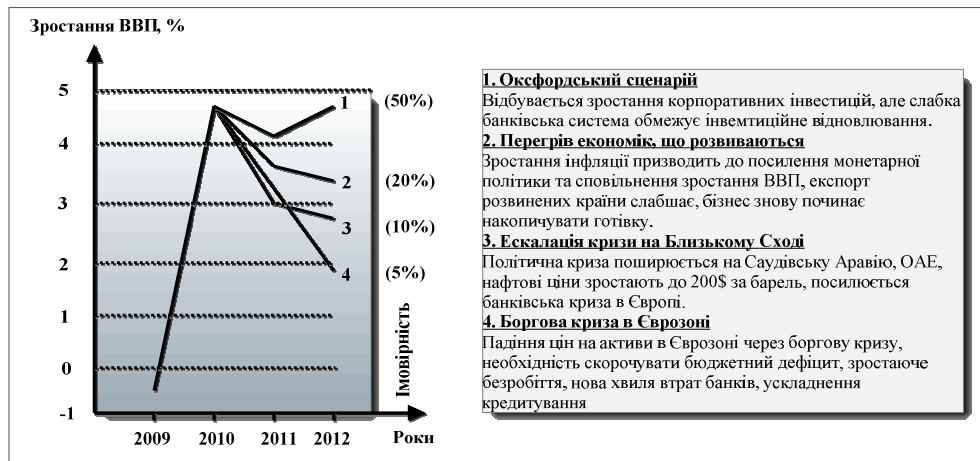 Зростання ВВП, %
5
4
3
2
1
0
-1
1
2
3
4
(50%)
(20%)
(10%)
(5%)
Імовірність
2009
2010
2011
2012
Роки
1. Оксфордський сценарій
Відбувається зростання корпоративних інвестицій, але слабка
банківська система обмежує інвемтиційне відновлювання.
2. Перегрів економік, що розвиваються
Зростання інфляції призводить до посилення монетарної
політики та сповільнення зростання ВВП, експорт
розвинених країни слабшає, бізнес знову починає
накопичувати готівку.
3. Ескалація кризи на Близькому Сході
Політична криза поширюється на Саудівську Аравію, ОАЕ,
нафтові ціни зростають до 200$ за барель, посилюється
банківська криза в Європі.
4. Боргова криза в Єврозоні
Падіння цін на активи в Єврозоні через боргову кризу,
необхідність скорочувати бюджетний дефіцит, зростаюче
безробіття, нова хвиля втрат банків, ускладнення
кредитування